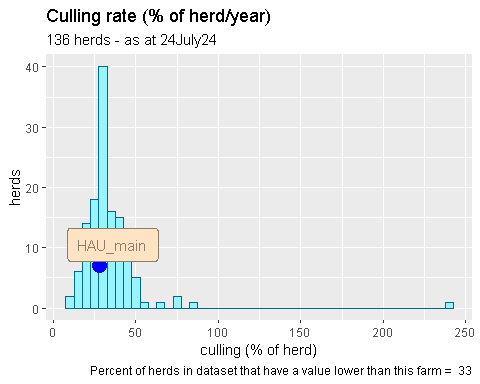 Culling rate (% of herd/year)
136 herds - as at 24July24
40
30
20
10
0
herds
HAU_main
0 50 100 150 200 250
culling (% of herd)
Percent of herds in dataset that have a value lower than this farm = 33